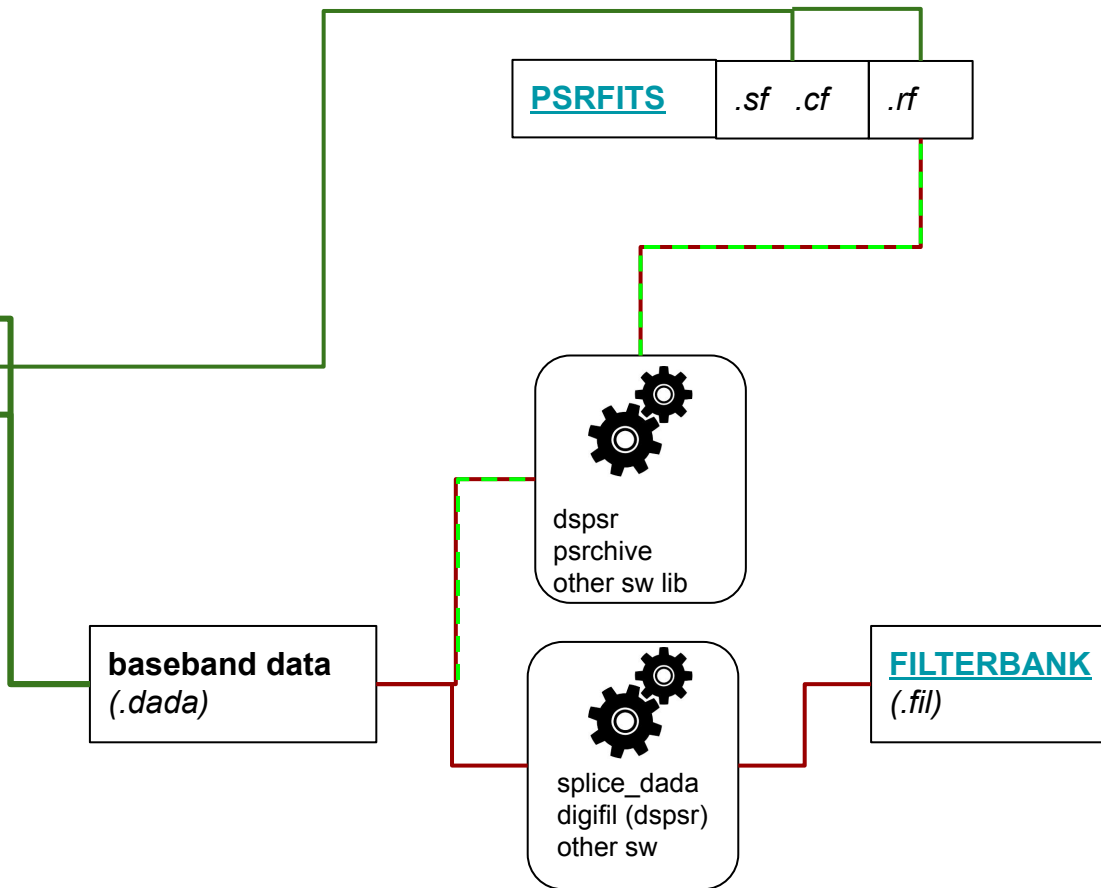 PSRFITS .sf .cf .rf
dspsr
psrchive
other sw lib
baseband data
(.dada)
splice_dada
digifil (dspsr)
other sw
FILTERBANK
(.fil)